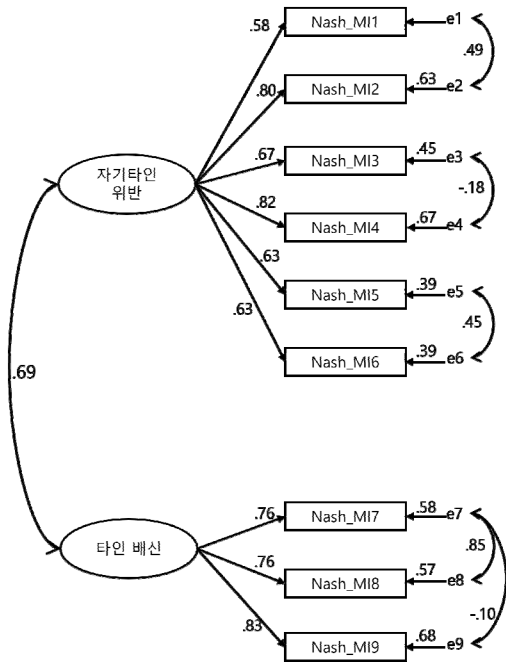 .58
Nash_MI1
e1
.49
.80
Nash_MI2
.63
e2
.67
Nash_MI3
.45
e3
-.18
자기타인
위반
.82
Nash_MI4
.67
e4
.63
Nash_MI5
.39
e5
.45
.63
Nash_MI6
.39
e6
.69
.76
Nash_MI7
.58
e7
.85
타인 배신
.76
Nash_MI8
.57
e8
-.10
.83
Nash_MI9
.68
e9